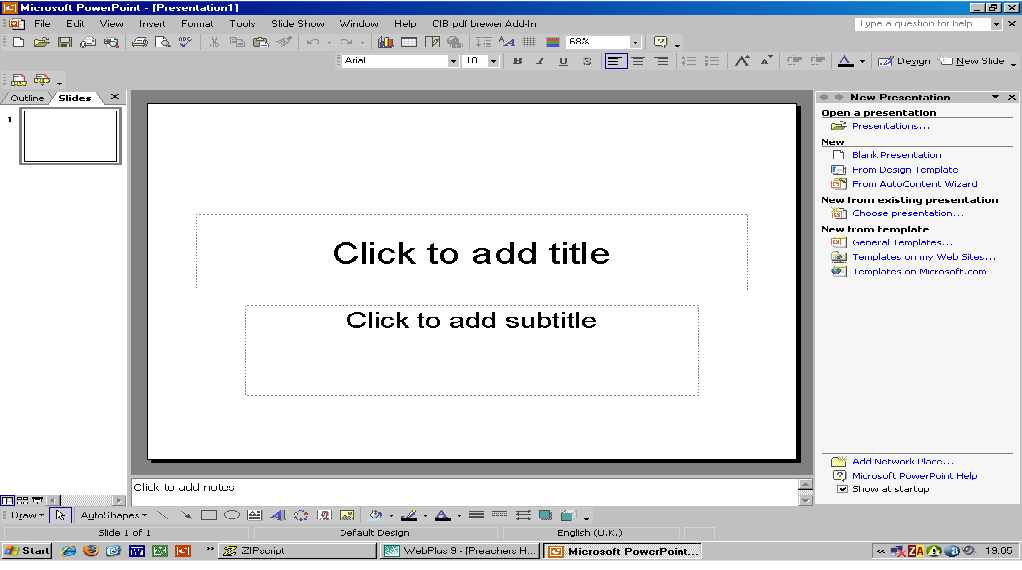 Microsoft PowerPoint - [Presentation1]
File Edit View Insert Format Tools Slide Show Window Help CIB pdf brewer Add-In
Type a question for help
68%
Arial 10 B I U S A Design New Slide
Outline Slides
1
Click to add title
Click to add subtitle
New Presentation
Open a presentation
Presentations...
New
Blank Presentation
From Design Template
From AutoContent Wizard
New from existing presentation
Choose presentation...
New from template
General Templates...
Templates on my Web Sites...
Templates on Microsoft.com
Add Network Place...
Microsoft PowerPoint Help
Show at startup
Click to add notes
Draw AutoShapes
Slide 1 of 1 Default Design English (U.K.)
Start ZIPscript WebPlus 9 - [Preachers H... Microsoft PowerPoint... 19:05